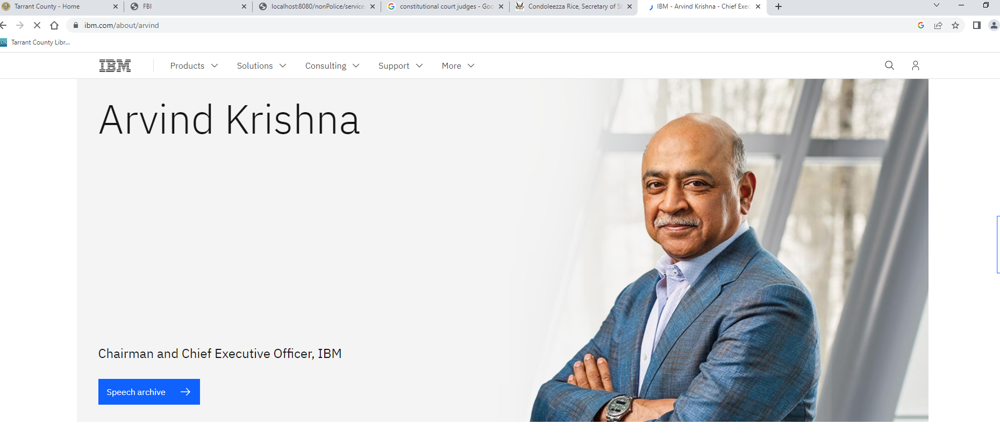 Tarrant County - Home
FBI
localhost:8080/nonPolice/service
constitutional court judges - Goo
Condoleezza Rice, Secretary of St
IBM - Arvind Krishna - Chief Exec
ibm.com/about/arvind
EOS Tarrant County Libr...
IBM
Products
Solutions
Consulting
Support
More
Arvind Krishna
Chairman and Chief Executive Officer, IBM
Speech archive